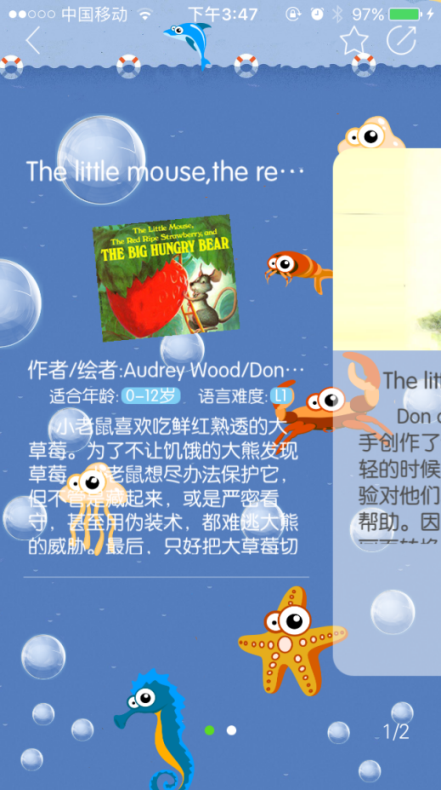 中国移动
下午3:47
97%
The little mouse,the re…
The Little Mouse,
The Red Ripe Strawberry, and
THE BIG HUNGRY BEAR
作者/绘者:Audrey Wood/Don…
适合年龄: 0-12岁 语言难度: L1
小老鼠喜欢吃鲜红熟透的大
草莓。为了不让饥饿的大熊发现
草莓,小老鼠想尽办法保护它,
但不管是藏起来,或是严密看
守,甚至用伪装术,都难逃大熊
的威胁。最后,只好把大草莓切
The litt
Don
手创作了
轻的时候
验对他们
帮助。因
1/2